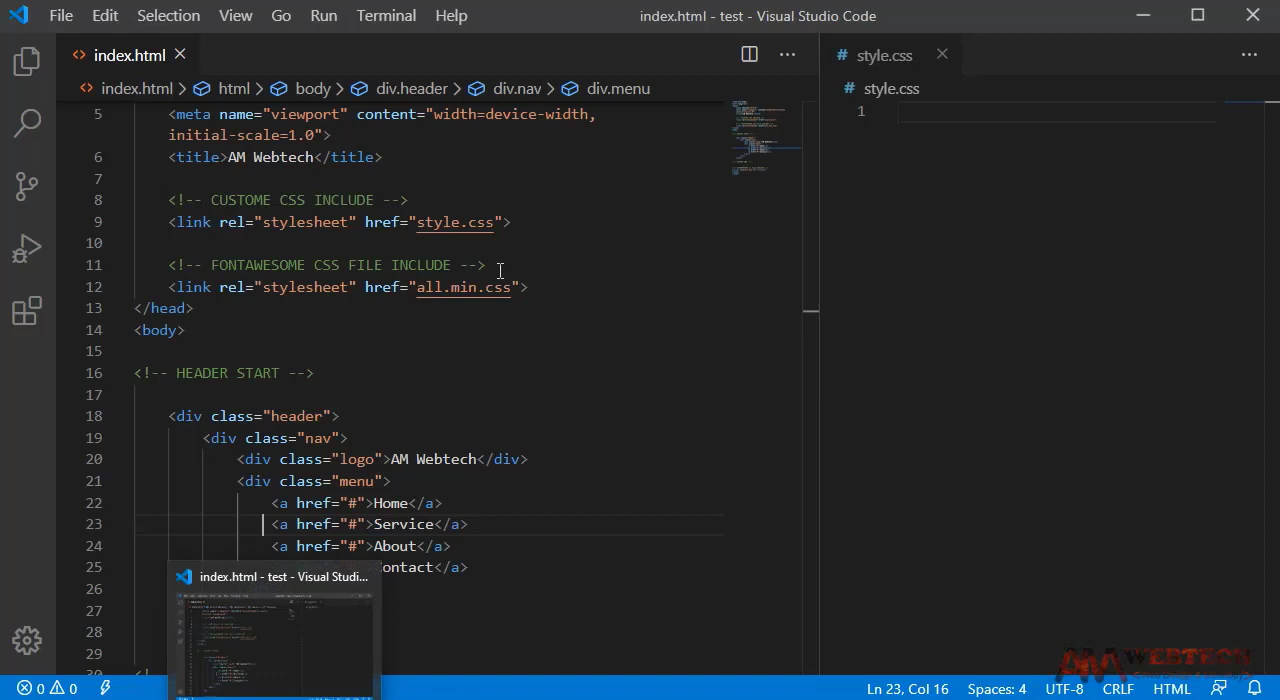 File Edit Selection View Go Run Terminal Help
index.html - test - Visual Studio Code
<> index.html
# style.css
<> index.html > html > body > div.header > div.nav > div.menu
# style.css
5 <meta name="viewport" content="width=device-width,
initial-scale=1.0">
6 <title>AM Webtech</title>
7
8 <!-- CUSTOME CSS INCLUDE -->
9 <link rel="stylesheet" href="style.css">
10
11 <!-- FONTAWESOME CSS FILE INCLUDE -->
12 <link rel="stylesheet" href="all.min.css">
13 </head>
14 <body>
15
16 <!-- HEADER START -->
17
18 <div class="header">
19 <div class="nav">
20 <div class="logo">AM Webtech</div>
21 <div class="menu">
22 <a href="#">Home</a>
23 <a href="#">Service</a>
24 <a href="#">About</a>
25 Contact</a>
26
27
28
29
30
1
index.html - test - Visual Studi...
AM WEBTECH
0 0
Ln 23, Col 16 Spaces: 4 UTF-8 CRLF HTML